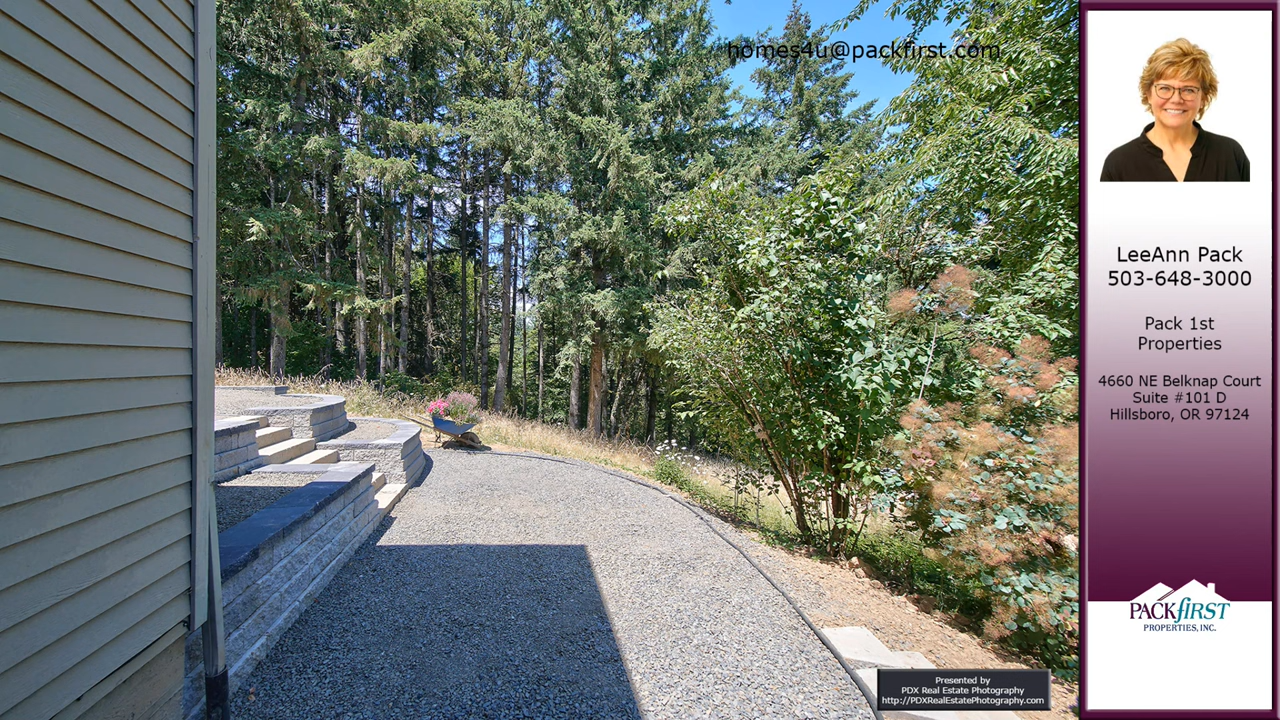 homes4u@packfirst.com
LeeAnn Pack
503-648-3000
Pack 1st
Properties
4660 NE Belknap Court
Suite #101 D
Hillsboro, OR 97124
PACKfirST
PROPERTIES, INC.
Presented by
PDX Real Estate Photography
http://PDXRealEstatePhotography.com